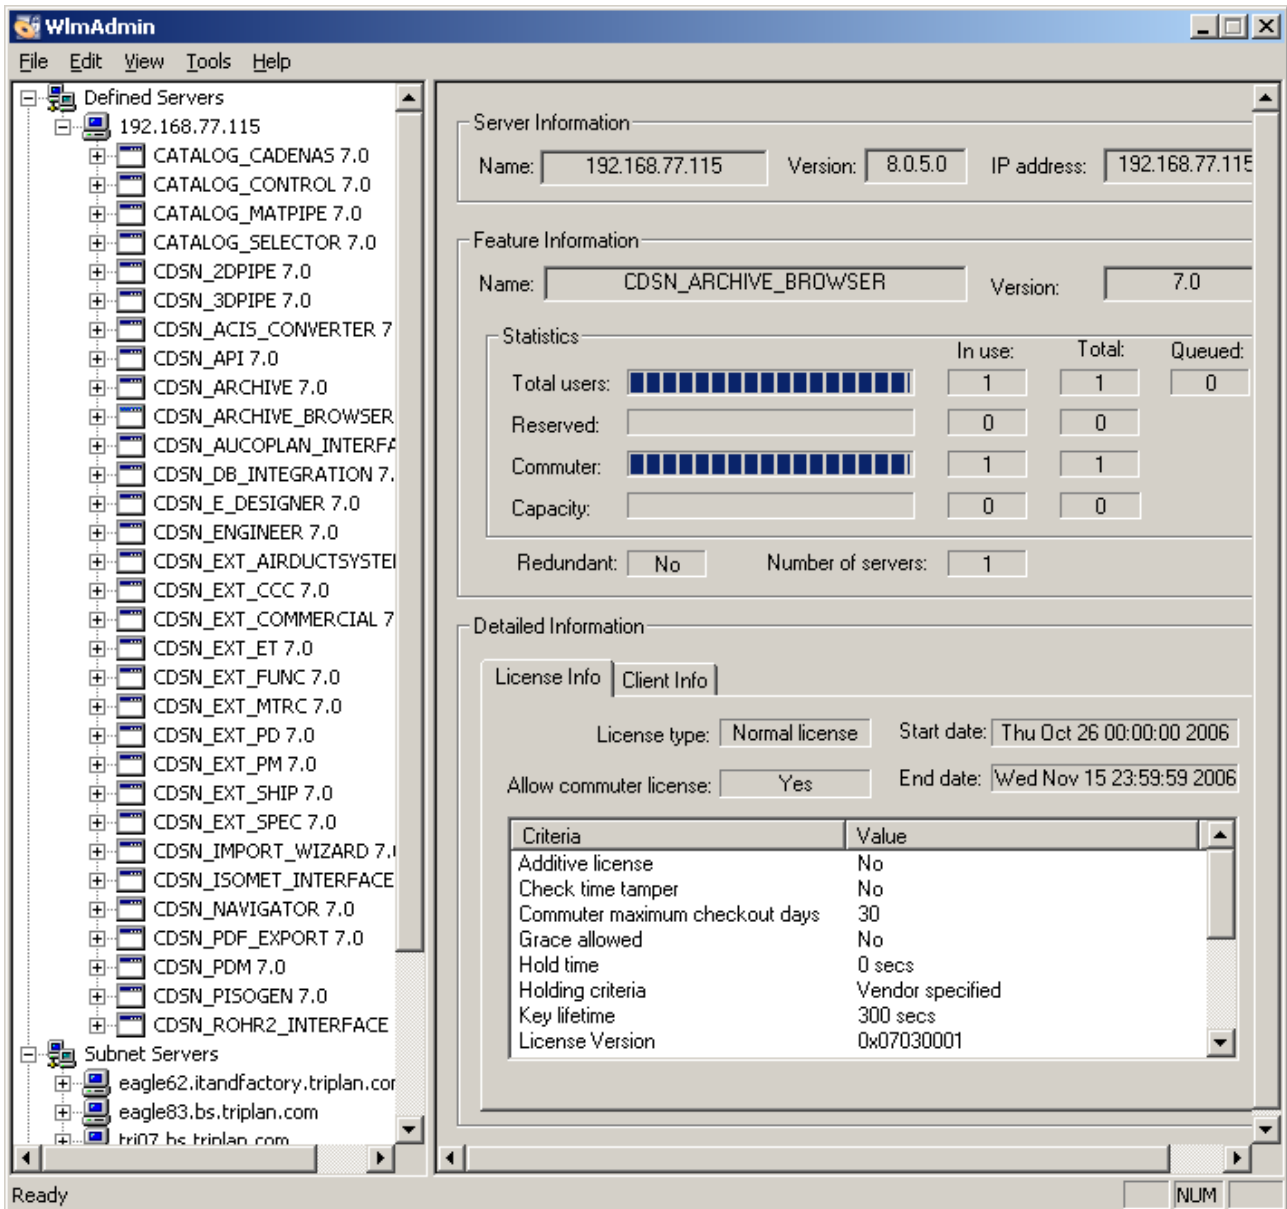 WlmAdmin
File Edit View Tools Help
Defined Servers
192.168.77.115
CATALOG_CADENAS 7.0
CATALOG_CONTROL 7.0
CATALOG_MATPIPE 7.0
CATALOG_SELECTOR 7.0
CDSN_2DPIPE 7.0
CDSN_3DPIPE 7.0
CDSN_ACIS_CONVERTER 7
CDSN_API 7.0
CDSN_ARCHIVE 7.0
CDSN_ARCHIVE_BROWSER
CDSN_AUCOPLAN_INTERFA
CDSN_DB_INTEGRATION 7.
CDSN_E_DESIGNER 7.0
CDSN_ENGINEER 7.0
CDSN_EXT_AIRDUCTSYSTE
CDSN_EXT_CCC 7.0
CDSN_EXT_COMMERCIAL 7
CDSN_EXT_ET 7.0
CDSN_EXT_FUNC 7.0
CDSN_EXT_MTRC 7.0
CDSN_EXT_PD 7.0
CDSN_EXT_PM 7.0
CDSN_EXT_SHIP 7.0
CDSN_EXT_SPEC 7.0
CDSN_IMPORT_WIZARD 7.
CDSN_ISOMET_INTERFACE
CDSN_NAVIGATOR 7.0
CDSN_PDF_EXPORT 7.0
CDSN_PDM 7.0
CDSN_PISOGEN 7.0
CDSN_ROHR2_INTERFACE
Subnet Servers
eagle62.itandfactory.triplan.cor
eagle83.bs.triplan.com
tri07.bs.triplan.com
Server Information
Name: 192.168.77.115 Version: 8.0.5.0 IP address: 192.168.77.115
Feature Information
Name: CDSN_ARCHIVE_BROWSER Version: 7.0
Statistics
In use: Total: Queued:
Total users: 1 1 0
Reserved: 0 0
Commuter: 1 1
Capacity: 0 0
Redundant: No Number of servers: 1
Detailed Information
License Info Client Info
License type: Normal license Start date: Thu Oct 26 00:00:00 2006
Allow commuter license: Yes End date: Wed Nov 15 23:59:59 2006
Criteria Value
Additive license No
Check time tamper No
Commuter maximum checkout days 30
Grace allowed No
Hold time 0 secs
Holding criteria Vendor specified
Key lifetime 300 secs
License Version 0x07030001
Ready NUM